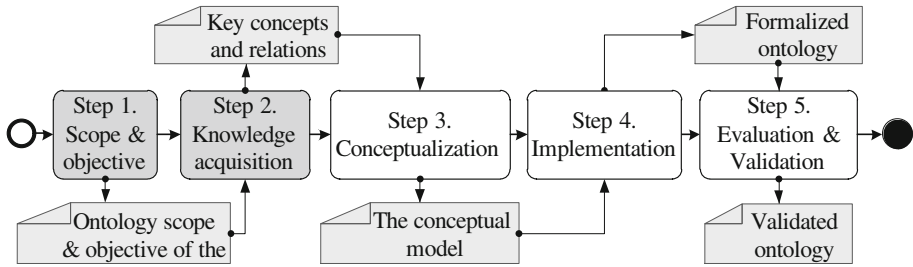 Key concepts
and relations
Formalized
ontology
Step 1.
Scope &
objective
Step 2.
Knowledge
acquisition
Step 3.
Conceptualization
Step 4.
Implementation
Step 5.
Evaluation &
Validation
Ontology scope
& objective of the
The conceptual
model
Validated
ontology